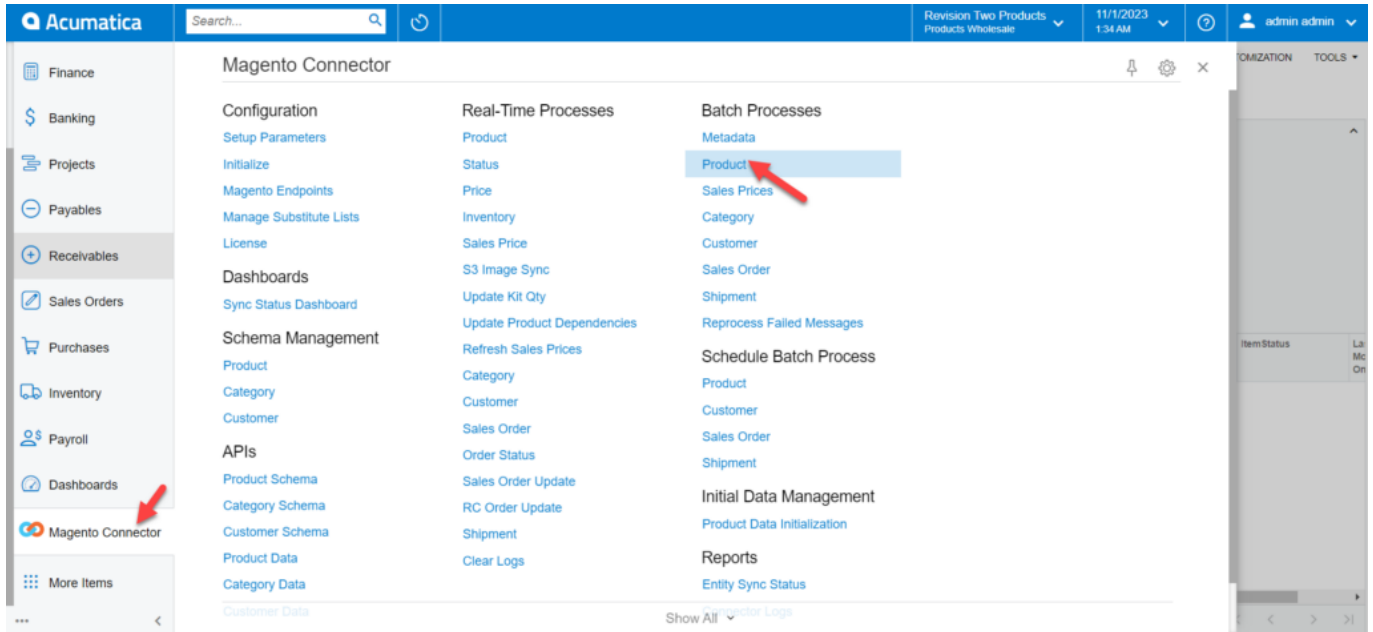 Acumatica
Search...
Revision Two Products
Products Wholesale
11/1/2023
1:34 AM
admin admin
Finance
Banking
Projects
Payables
Receivables
Sales Orders
Purchases
Inventory
Payroll
Dashboards
Magento Connector
More Items
Magento Connector
Configuration
Setup Parameters
Initialize
Magento Endpoints
Manage Substitute Lists
License
Dashboards
Sync Status Dashboard
Schema Management
Product
Category
Customer
APIs
Product Schema
Category Schema
Customer Schema
Product Data
Category Data
Customer Data
Real-Time Processes
Product
Status
Price
Inventory
Sales Price
S3 Image Sync
Update Kit Qty
Update Product Dependencies
Refresh Sales Prices
Category
Customer
Sales Order
Order Status
Sales Order Update
RC Order Update
Shipment
Clear Logs
Batch Processes
Metadata
Product
Sales Prices
Category
Customer
Sales Order
Shipment
Reprocess Failed Messages
Schedule Batch Process
Product
Customer
Sales Order
Shipment
Initial Data Management
Product Data Initialization
Reports
Entity Sync Status
Connector Logs
Show All
TOMIZATION TOOLS
ItemStatus
La
Mo
On